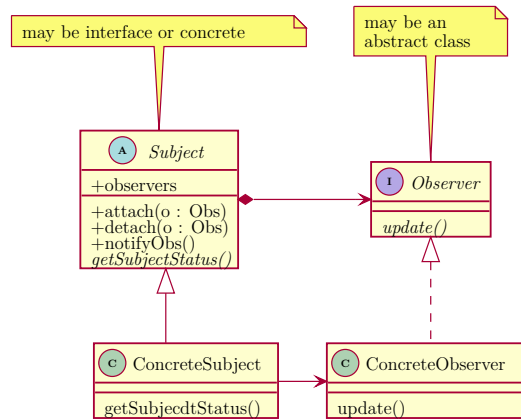 may be interface or concrete
may be an
abstract class
A
Subject
+observers
+attach(o : Obs)
+detach(o : Obs)
+notifyObs()
getSubjectStatus()
I
Observer
update()
C
ConcreteSubject
getSubjecdtStatus()
C
ConcreteObserver
update()